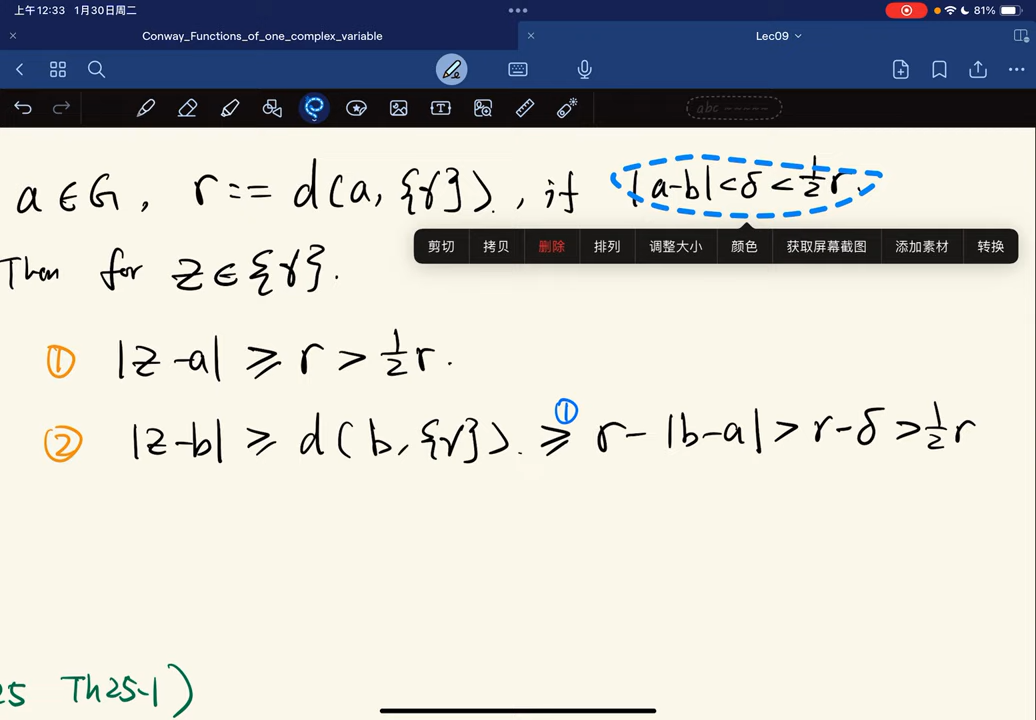 上午12:33 1月30日周二
81%
Conway_Functions_of_one_complex_variable
Lec09
abc
a ∈ G, r := d(a, {γ}), if |a-b| < δ < ½r.
剪切 拷贝 删除 排列 调整大小 颜色 获取屏幕截图 添加素材 转换
Then for z ∈ {γ}.
① |z-a| ⩾ r > ½r.
② |z-b| ⩾ d(b, {γ}). ⩾ r - |b-a| > r-δ > ½r
①
25 Th25-1)